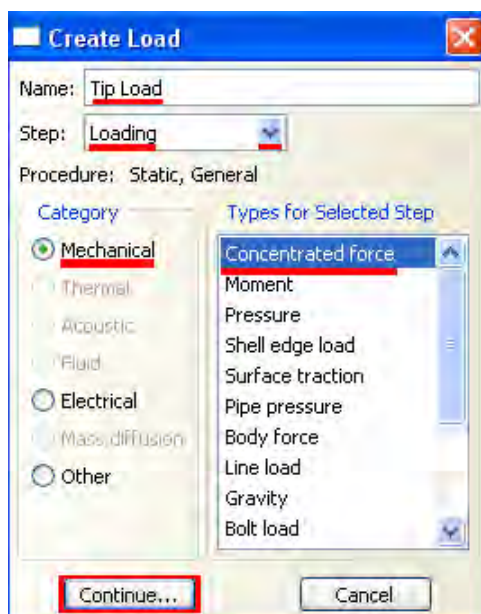 Create Load
Name: Tip Load
Step: Loading
Procedure: Static, General
Category
Mechanical
Thermal
Acoustic
Fluid
Electrical
Mass diffusion
Other
Types for Selected Step
Concentrated force
Moment
Pressure
Shell edge load
Surface traction
Pipe pressure
Body force
Line load
Gravity
Bolt load
Continue... Cancel